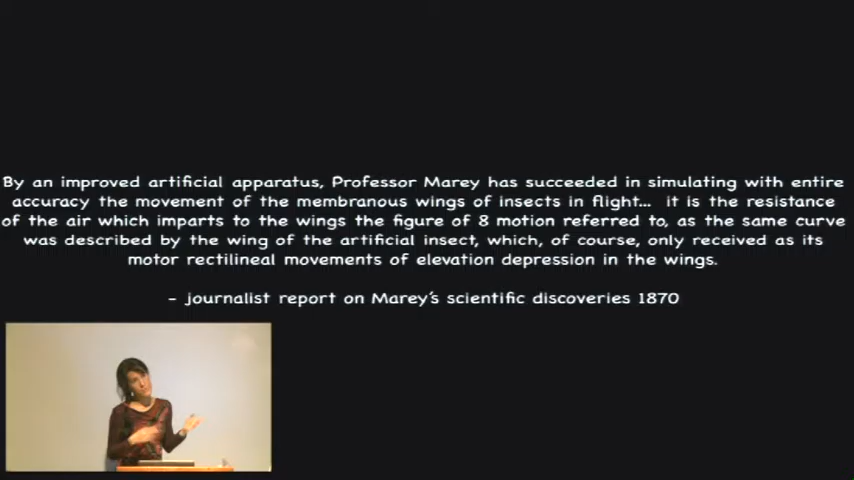 By an improved artificial apparatus, Professor Marey has succeeded in simulating with entire
accuracy the movement of the membranous wings of insects in flight... it is the resistance
of the air which imparts to the wings the figure of 8 motion referred to, as the same curve
was described by the wing of the artificial insect, which, of course, only received as its
motor rectilineal movements of elevation depression in the wings.
- journalist report on Marey's scientific discoveries 1870